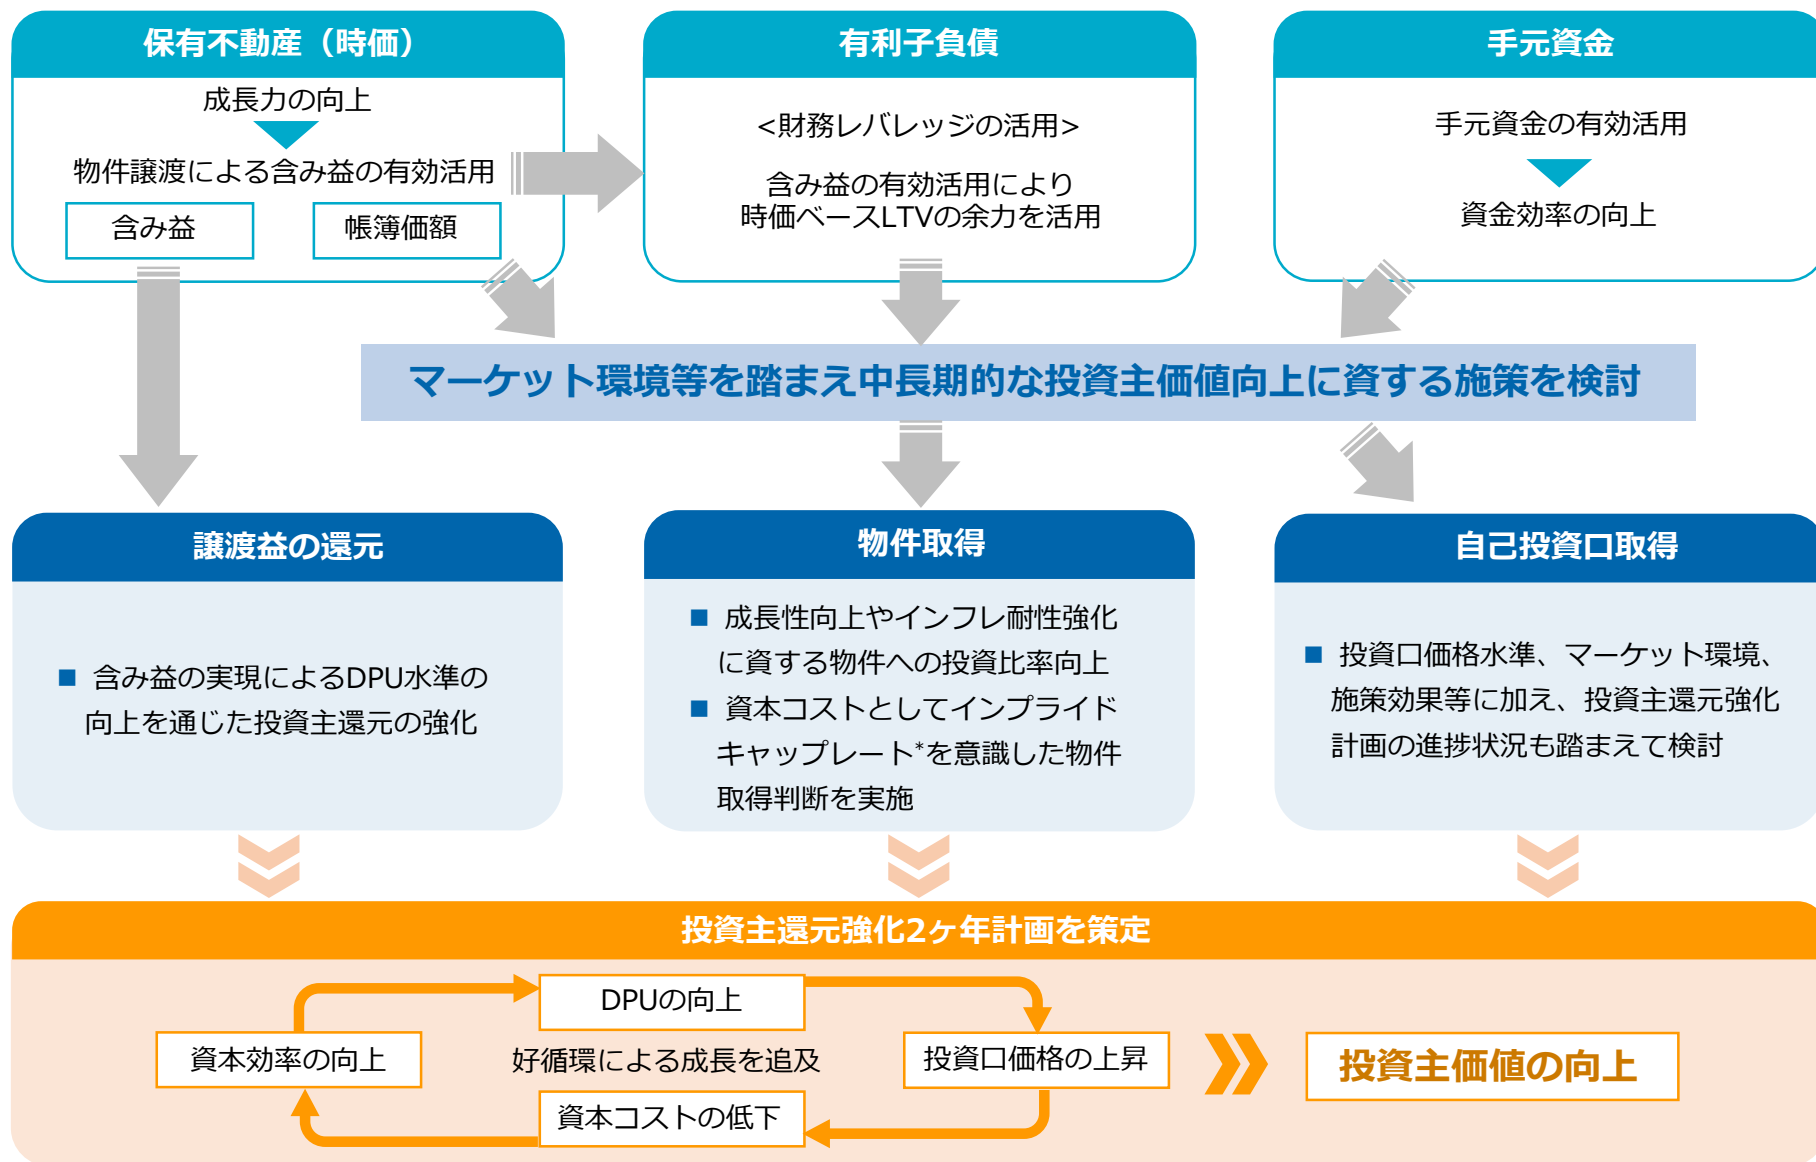 保有不動産（時価）
成長力の向上
物件譲渡による含み益の有効活用
含み益
帳簿価額
有利子負債
<財務レバレッジの活用>
含み益の有効活用により
時価ベースLTVの余力を活用
手元資金
手元資金の有効活用
資金効率の向上
マーケット環境等を踏まえ中長期的な投資主価値向上に資する施策を検討
譲渡益の還元
■ 含み益の実現によるDPU水準の
向上を通じた投資主還元の強化
物件取得
■ 成長性向上やインフレ耐性強化
に資する物件への投資比率向上
■ 資本コストとしてインプライド
キャップレート*を意識した物件
取得判断を実施
自己投資口取得
■ 投資口価格水準、マーケット環境、
施策効果等に加え、投資主還元強化
計画の進捗状況も踏まえて検討
投資主還元強化2ヶ年計画を策定
DPUの向上
資本効率の向上
好循環による成長を追及
投資口価格の上昇
資本コストの低下
投資主価値の向上